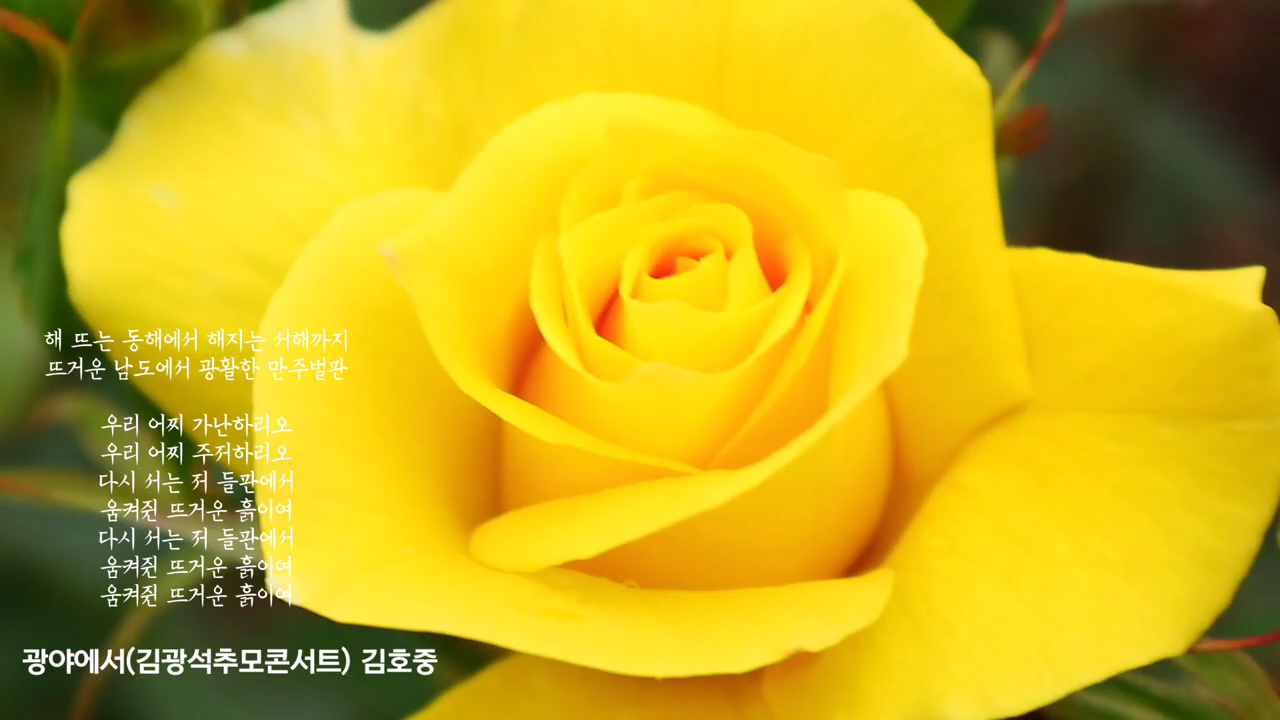 해 뜨는 동해에서 해지는 서해까지
뜨거운 남도에서 광활한 만주벌판
우리 어찌 가난하리오
우리 어찌 주저하리오
다시 서는 저 들판에서
움켜쥔 뜨거운 흙이여
다시 서는 저 들판에서
움켜쥔 뜨거운 흙이여
움켜쥔 뜨거운 흙이여
광야에서(김광석추모콘서트) 김호중